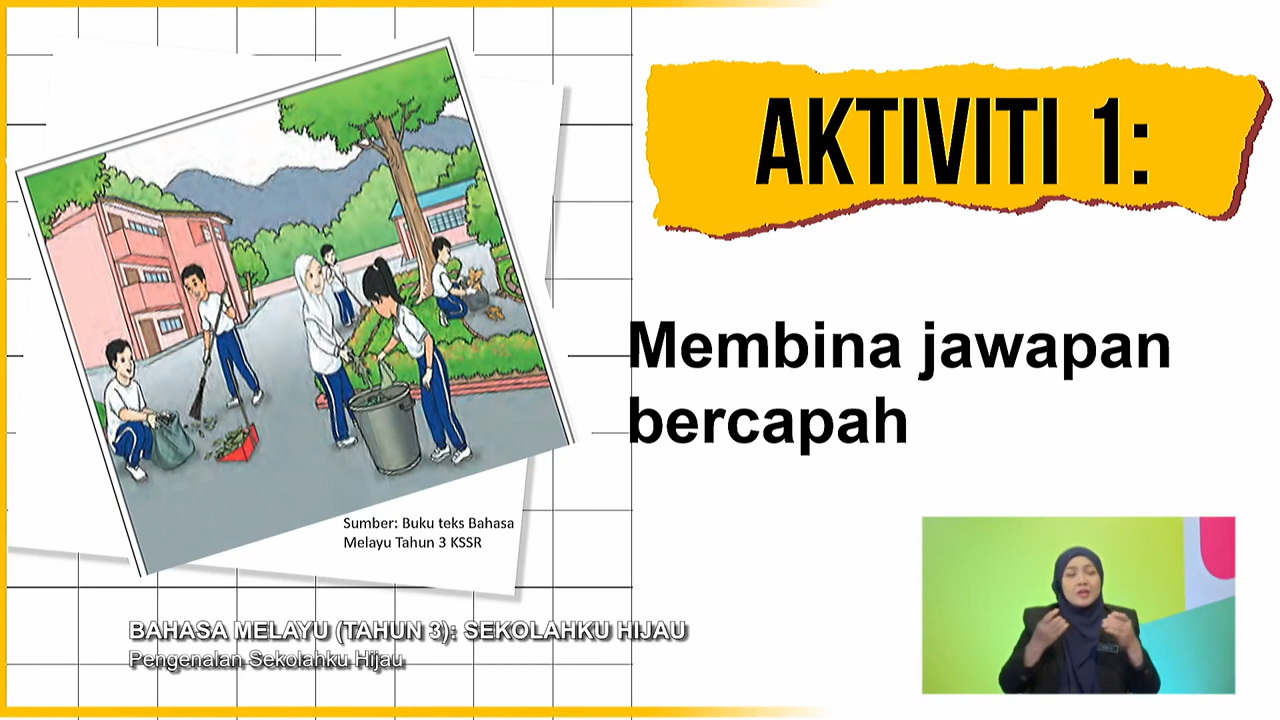 AKTIVITI 1:
Membina jawapan
bercapah
Sumber: Buku teks Bahasa
Melayu Tahun 3 KSSR
BAHASA MELAYU (TAHUN 3): SEKOLAHKU HIJAU
Pengenalan Sekolahku Hijau